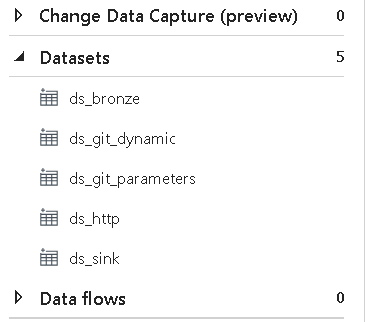 Change Data Capture (preview) 0
Datasets 5
ds_bronze
ds_git_dynamic
ds_git_parameters
ds_http
ds_sink
Data flows 0